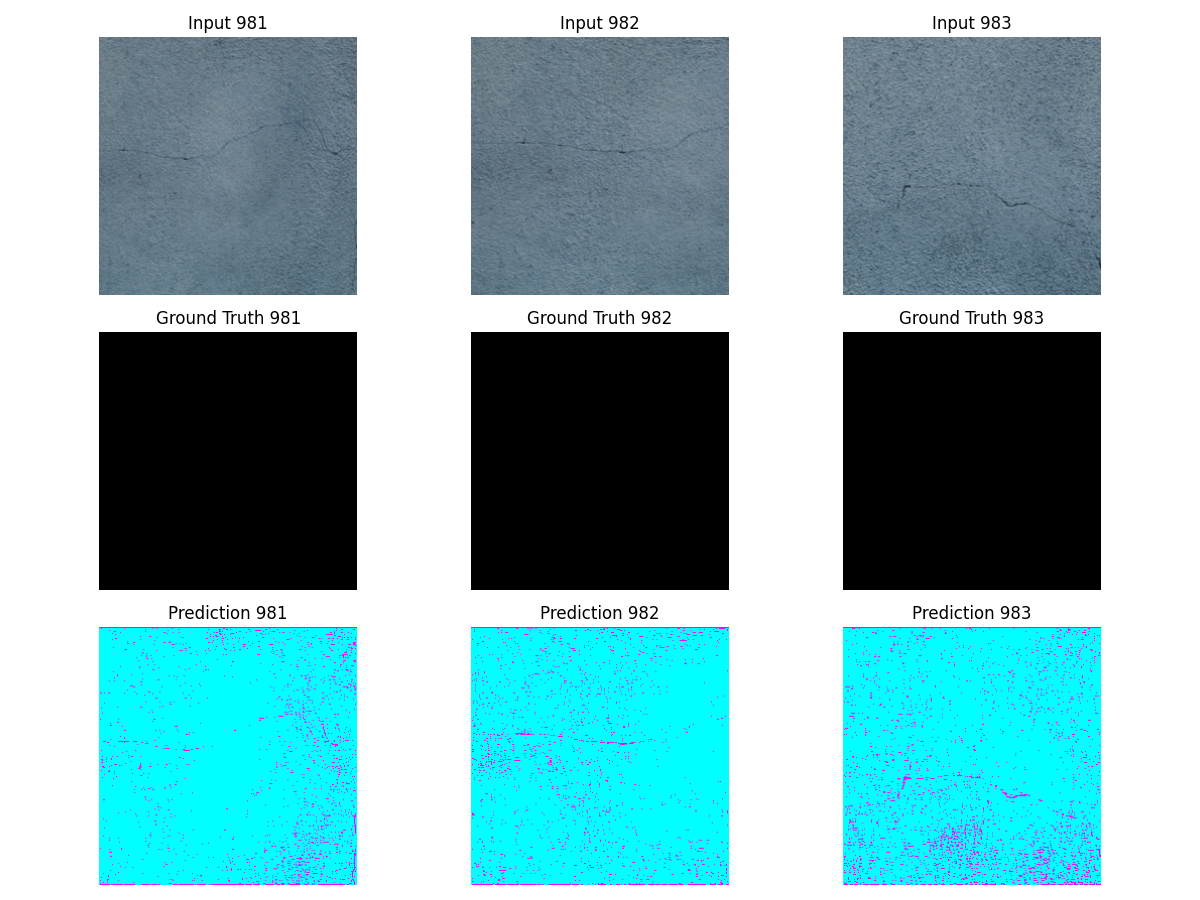 Input 981
Input 982
Input 983
Ground Truth 981
Ground Truth 982
Ground Truth 983
Prediction 981
Prediction 982
Prediction 983